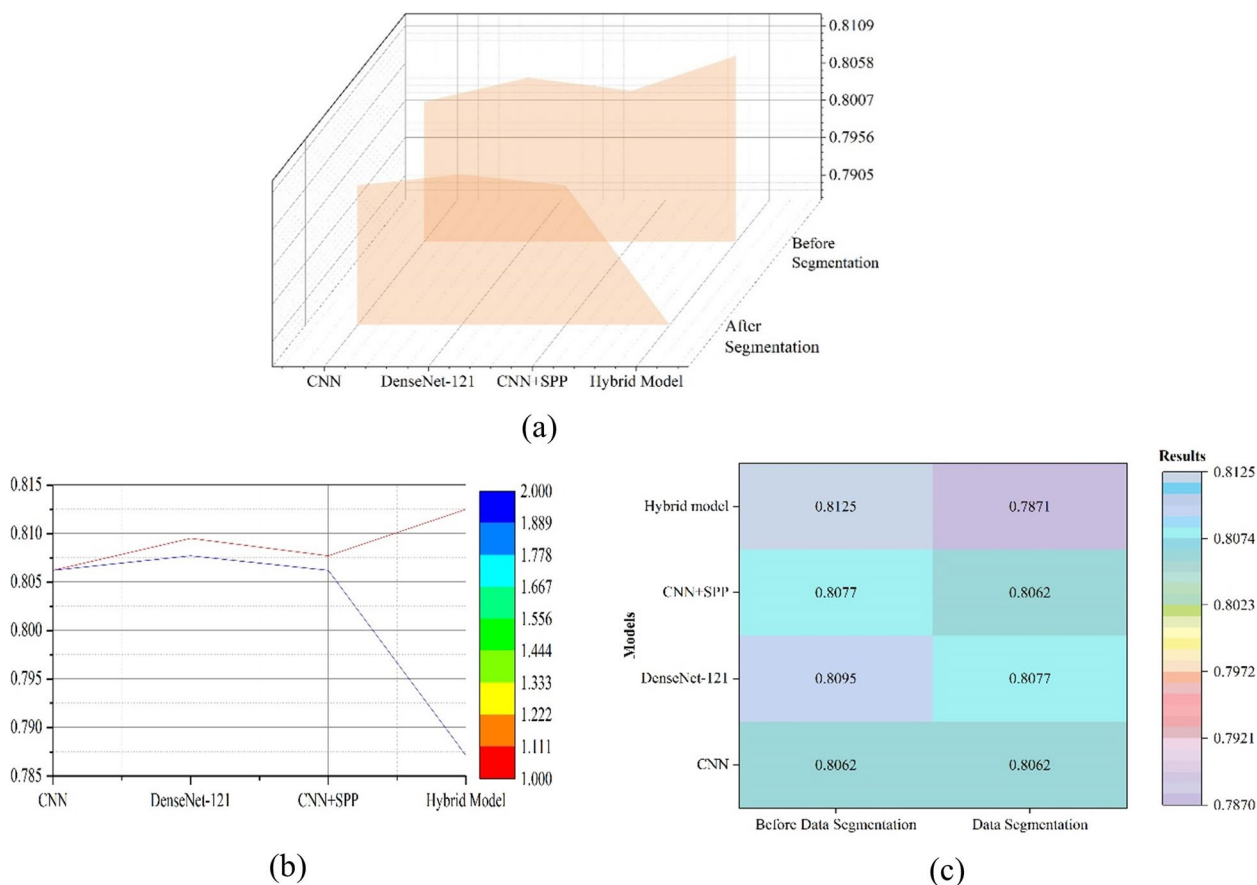 0.8109
0.8058
0.8007
0.7956
0.7905
Before
Segmentation
After
Segmentation
CNN
DenseNet-121
CNN+SPP
Hybrid Model
(a)
0.815
0.810
0.805
0.800
0.795
0.790
0.785
CNN
DenseNet-121
CNN+SPP
Hybrid Model
2.000
1.889
1.778
1.667
1.556
1.444
1.333
1.222
1.111
1.000
(b)
Models
Hybrid model
0.8125
0.7871
CNN+SPP
0.8077
0.8062
DenseNet-121
0.8095
0.8077
CNN
0.8062
0.8062
Before Data Segmentation
Data Segmentation
Results
0.8125
0.8074
0.8023
0.7972
0.7921
0.7870
(c)